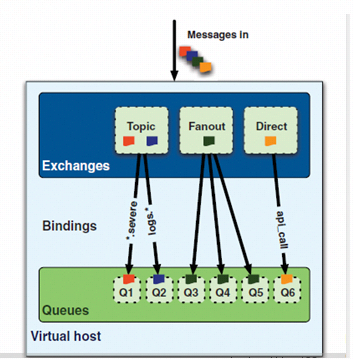 Messages in
Topic Fanout Direct
Exchanges
Bindings
*.severe
logs.*
api_call
Q1 Q2 Q3 Q4 Q5 Q6
Queues
Virtual host